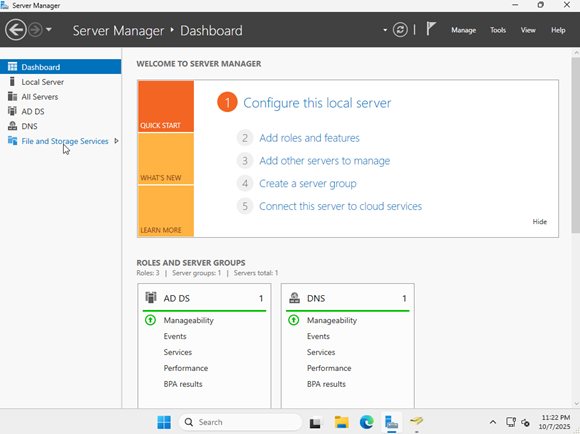 Server Manager
Server Manager
Dashboard
Manage
Tools
View
Help
Dashboard
Local Server
All Servers
AD DS
DNS
File and Storage Services
WELCOME TO SERVER MANAGER
QUICK START
WHAT'S NEW
LEARN MORE
1 Configure this local server
2 Add roles and features
3 Add other servers to manage
4 Create a server group
5 Connect this server to cloud services
Hide
ROLES AND SERVER GROUPS
Roles: 3 | Server groups: 1 | Servers total: 1
AD DS 1
Manageability
Events
Services
Performance
BPA results
DNS 1
Manageability
Events
Services
Performance
BPA results
Search
11:22 PM
10/7/2025